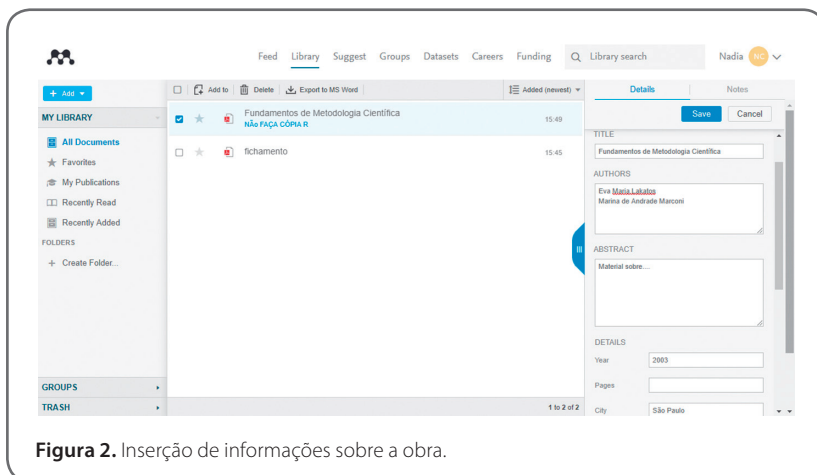 Feed Library Suggest Groups Datasets Careers Funding Library search Nadia NC
+ Add
Add to Delete Export to MS Word Added (newest)
Details Notes
MY LIBRARY
Save Cancel
All Documents
Favorites
My Publications
Recently Read
Recently Added
FOLDERS
+ Create Folder...
GROUPS
TRASH
Fundamentos de Metodologia Científica 15:49
NÃo FAÇA CÓPIA R
fichamento 15:45
1 to 2 of 2
TITLE
Fundamentos de Metodologia Científica
AUTHORS
Eva Maria Lakatos
Marina de Andrade Marconi
ABSTRACT
Material sobre....
DETAILS
Year 2003
Pages
City São Paulo
Figura 2. Inserção de informações sobre a obra.